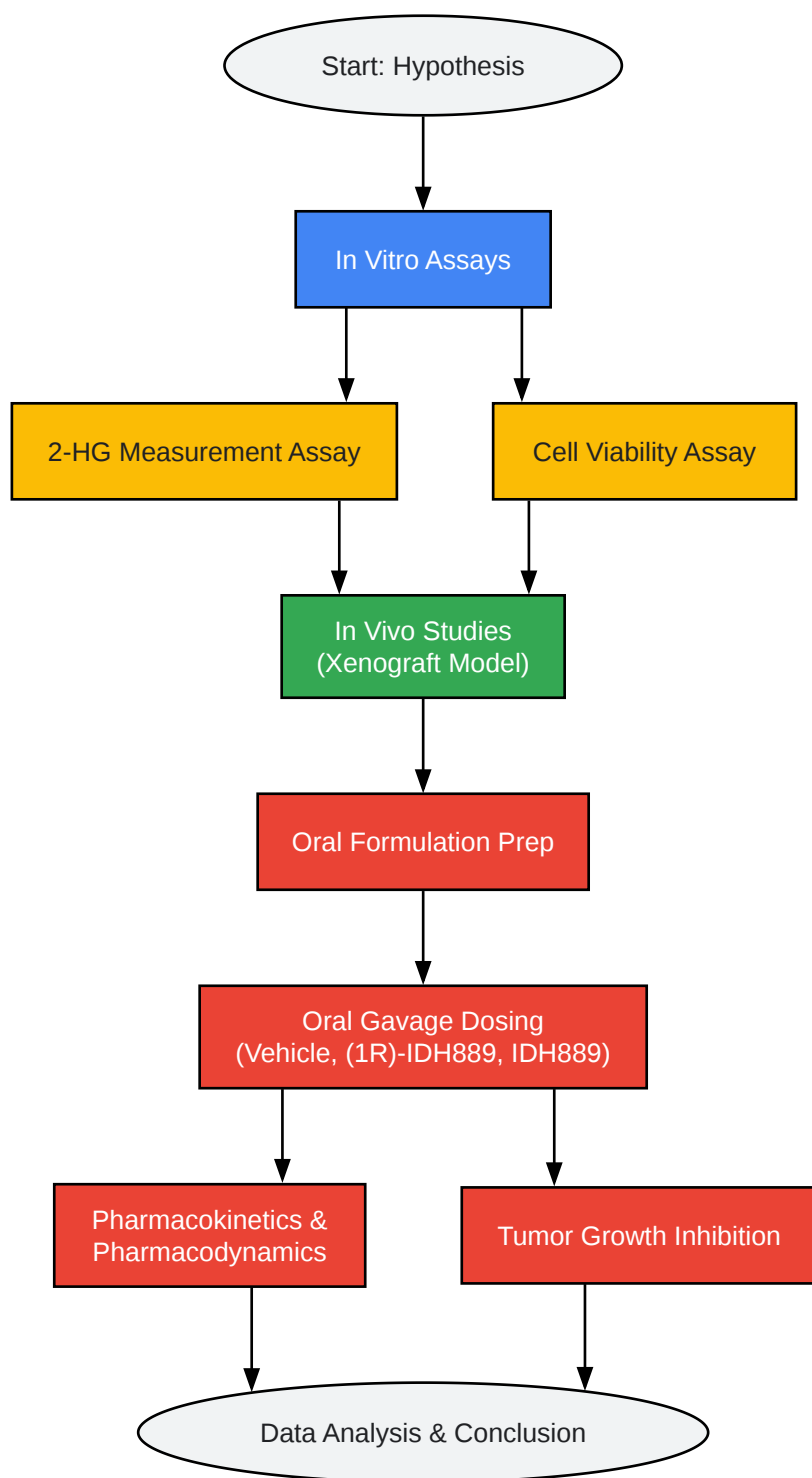 Start: Hypothesis
In Vitro Assays
2-HG Measurement Assay
Cell Viability Assay
In Vivo Studies
(Xenograft Model)
Oral Formulation Prep
Oral Gavage Dosing
(Vehicle, (1R)-IDH889, IDH889)
Pharmacokinetics &
Pharmacodynamics
Tumor Growth Inhibition
Data Analysis & Conclusion